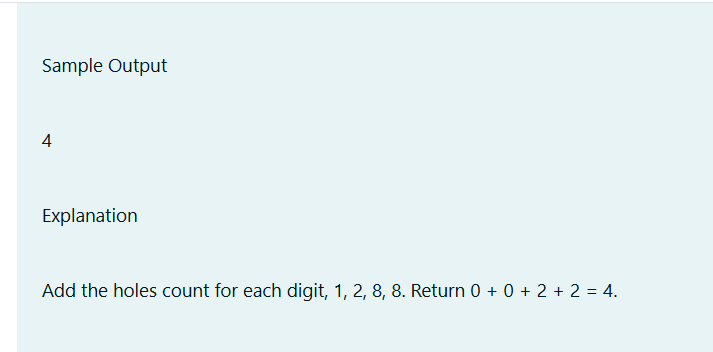 Sample Output
4
Explanation
Add the holes count for each digit, 1, 2, 8, 8. Return 0 + 0 + 2 + 2 = 4.